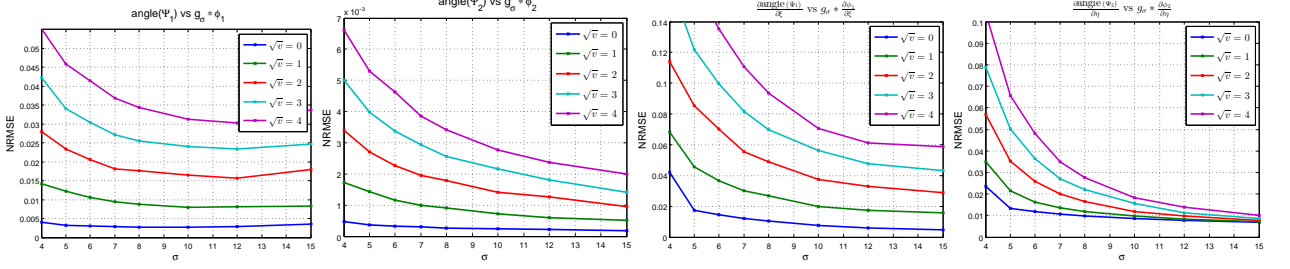 angle(Ψ₁) vs g_σ * ϕ₁
0.055
0.05
0.045
0.04
0.035
0.03
0.025
0.02
0.015
0.01
0.005
0
NRMSE
4 5 6 7 8 9 10 11 12 13 14 15
σ
√v = 0
√v = 1
√v = 2
√v = 3
√v = 4
angle(Ψ₂) vs g_σ * ϕ₂
x 10⁻³
7
6
5
4
3
2
1
0
NRMSE
4 5 6 7 8 9 10 11 12 13 14 15
σ
√v = 0
√v = 1
√v = 2
√v = 3
√v = 4
∂angle(Ψ₁)/∂ξ vs g_σ * ∂ϕ₁/∂ξ
0.14
0.12
0.1
0.08
0.06
0.04
0.02
0
NRMSE
4 5 6 7 8 9 10 11 12 13 14 15
σ
√v = 0
√v = 1
√v = 2
√v = 3
√v = 4
∂angle(Ψ₂)/∂η vs g_σ * ∂ϕ₂/∂η
0.1
0.09
0.08
0.07
0.06
0.05
0.04
0.03
0.02
0.01
0
NRMSE
4 5 6 7 8 9 10 11 12 13 14 15
σ
√v = 0
√v = 1
√v = 2
√v = 3
√v = 4